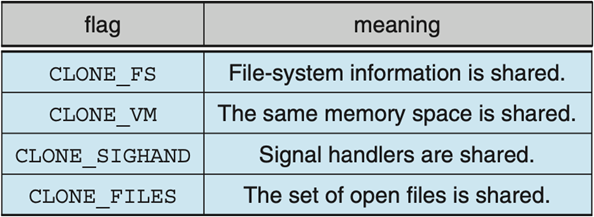 flag meaning
CLONE_FS File-system information is shared.
CLONE_VM The same memory space is shared.
CLONE_SIGHAND Signal handlers are shared.
CLONE_FILES The set of open files is shared.